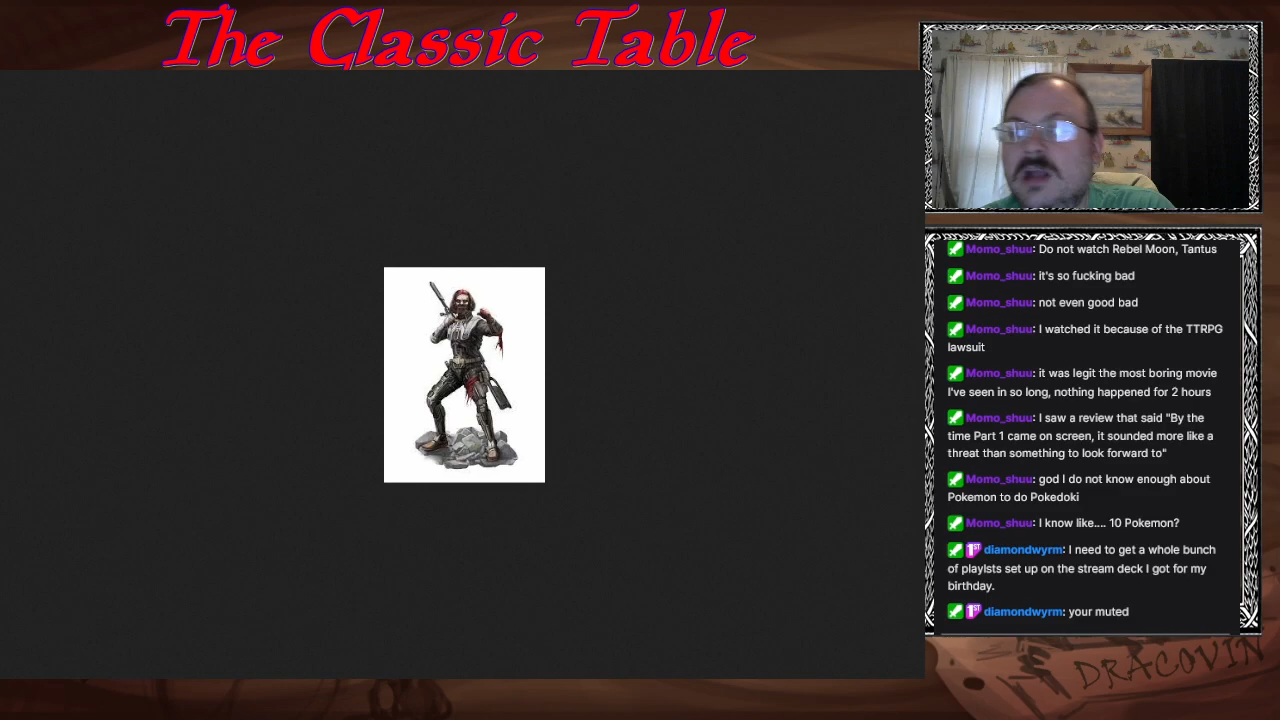 The Classic Table
Momo_shuu: Do not watch Rebel Moon, Tantus
Momo_shuu: it's so fucking bad
Momo_shuu: not even good bad
Momo_shuu: I watched it because of the TTRPG
lawsuit
Momo_shuu: it was legit the most boring movie
I've seen in so long, nothing happened for 2 hours
Momo_shuu: I saw a review that said "By the
time Part 1 came on screen, it sounded more like a
threat than something to look forward to"
Momo_shuu: god I do not know enough about
Pokemon to do Pokedoki
Momo_shuu: I know like.... 10 Pokemon?
1ST diamondwyrm: I need to get a whole bunch
of playlsts set up on the stream deck I got for my
birthday.
1ST diamondwyrm: your muted
DRACOVIN